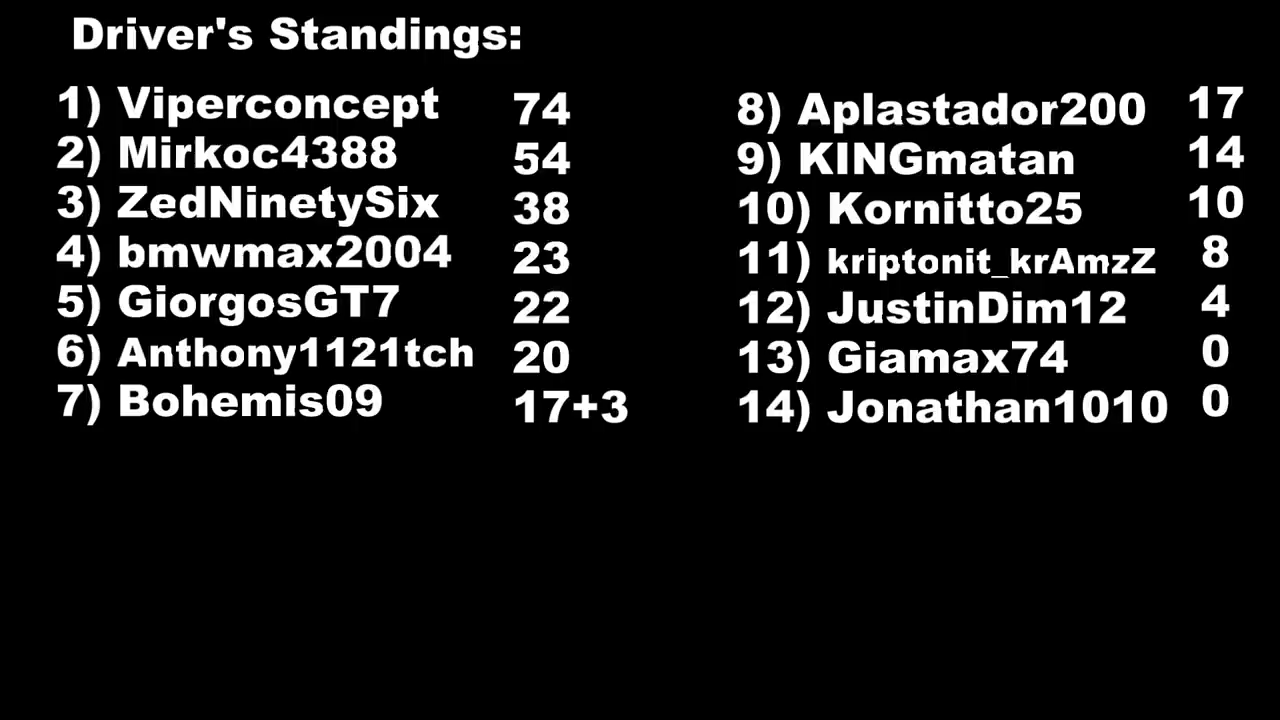 Driver's Standings:
1) Viperconcept 74
2) Mirkoc4388 54
3) ZedNinetySix 38
4) bmwmax2004 23
5) GiorgosGT7 22
6) Anthony1121tch 20
7) Bohemis09 17+3
8) Aplastador200 17
9) KINGmatan 14
10) Kornitto25 10
11) kriptonit_krAmzZ 8
12) JustinDim12 4
13) Giamax74 0
14) Jonathan1010 0